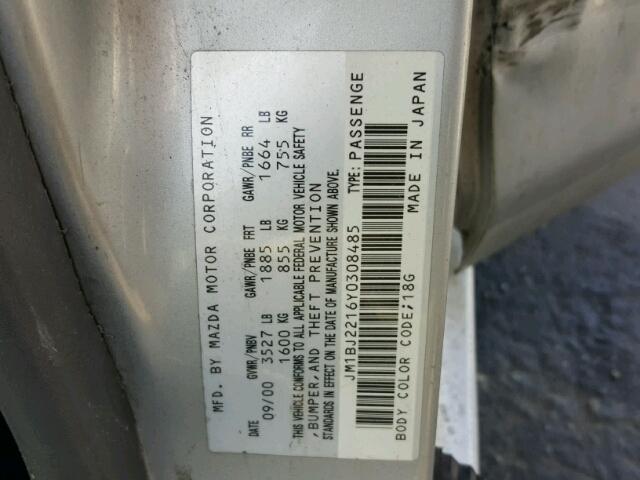 MFD. BY MAZDA MOTOR CORPORATION
DATE GVWR/PNBV GAWR/PNBE FRT GAWR/PNBE RR
09/00 3527 LB 1885 LB 1664 LB
1600 KG 855 KG 755 KG
THIS VEHICLE CONFORMS TO ALL APPLICABLE FEDERAL MOTOR VEHICLE SAFETY
, BUMPER, AND THEFT PREVENTION
STANDARDS IN EFFECT ON THE DATE OF MANUFACTURE SHOWN ABOVE.
JM1BJ2216Y0308485 TYPE: PASSENGE
BODY COLOR CODE;18G MADE IN JAPAN